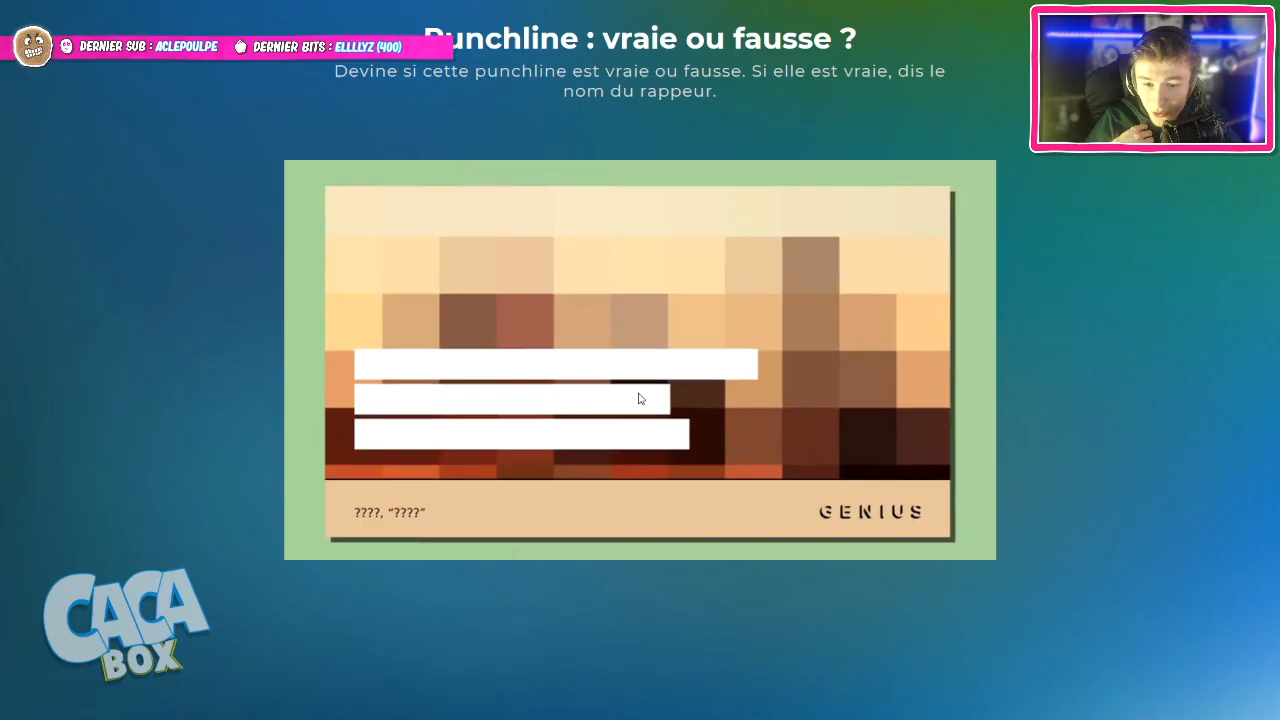 DERNIER SUB : ACLEPOULPE DERNIER BITS : ELLLLYZ (400)
Punchline : vraie ou fausse ?
Devine si cette punchline est vraie ou fausse. Si elle est vraie, dis le
nom du rappeur.
????, “????” GENIUS
CACA
BOX